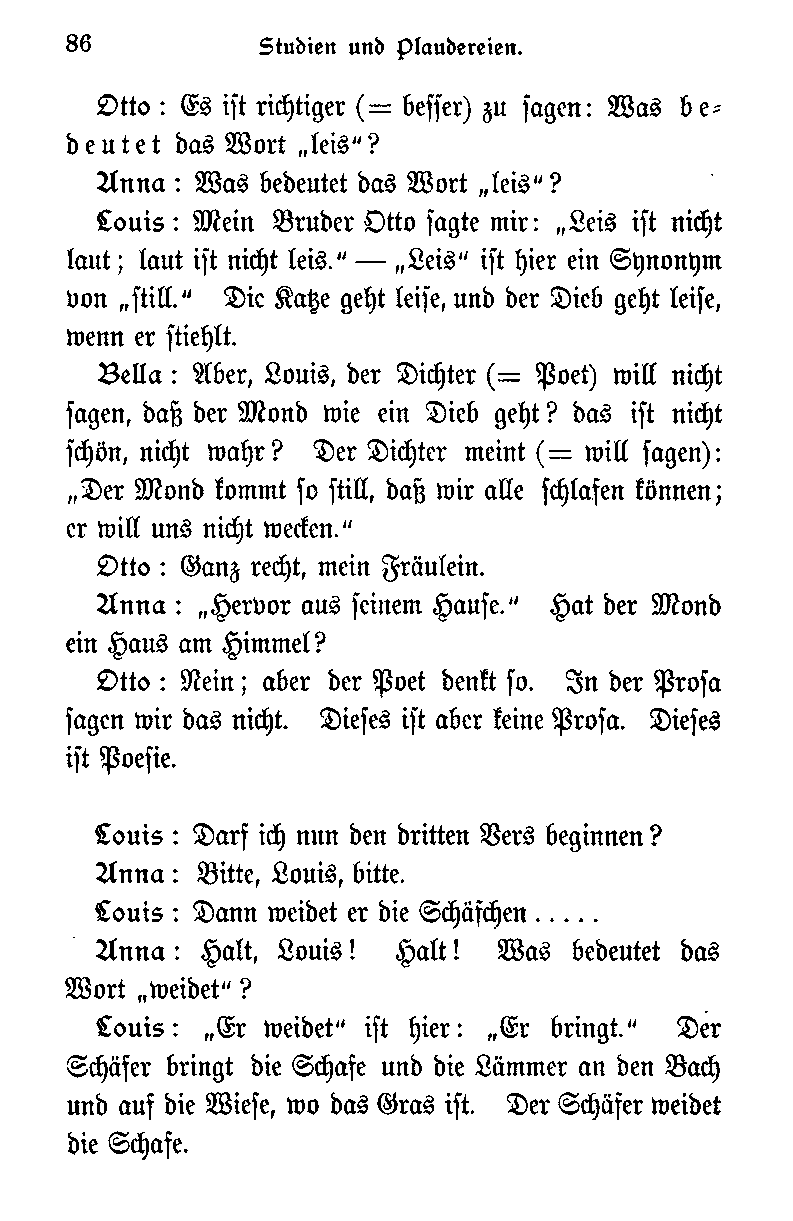 86 Studien und Plaudereien.
Otto: Es ist richtiger (= besser) zu sagen: Was be-
deutet das Wort „leis“?
Anna: Was bedeutet das Wort „leis“?
Louis: Mein Bruder Otto sagte mir: „Leis ist nicht
laut; laut ist nicht leis.“ — „Leis“ ist hier ein Synonym
von „still.“ Die Katze geht leise, und der Dieb geht leise,
wenn er stiehlt.
Bella: Aber, Louis, der Dichter (= Poet) will nicht
sagen, daß der Mond wie ein Dieb geht? das ist nicht
schön, nicht wahr? Der Dichter meint (= will sagen):
„Der Mond kommt so still, daß wir alle schlafen können;
er will uns nicht wecken.“
Otto: Ganz recht, mein Fräulein.
Anna: „Hervor aus seinem Hause.“ Hat der Mond
ein Haus am Himmel?
Otto: Nein; aber der Poet denkt so. In der Prosa
sagen wir das nicht. Dieses ist aber keine Prosa. Dieses
ist Poesie.
Louis: Darf ich nun den dritten Vers beginnen?
Anna: Bitte, Louis, bitte.
Louis: Dann weidet er die Schäfchen . . . . .
Anna: Halt, Louis! Halt! Was bedeutet das
Wort „weidet“?
Louis: „Er weidet“ ist hier: „Er bringt.“ Der
Schäfer bringt die Schafe und die Lämmer an den Bach
und auf die Wiese, wo das Gras ist. Der Schäfer weidet
die Schafe.